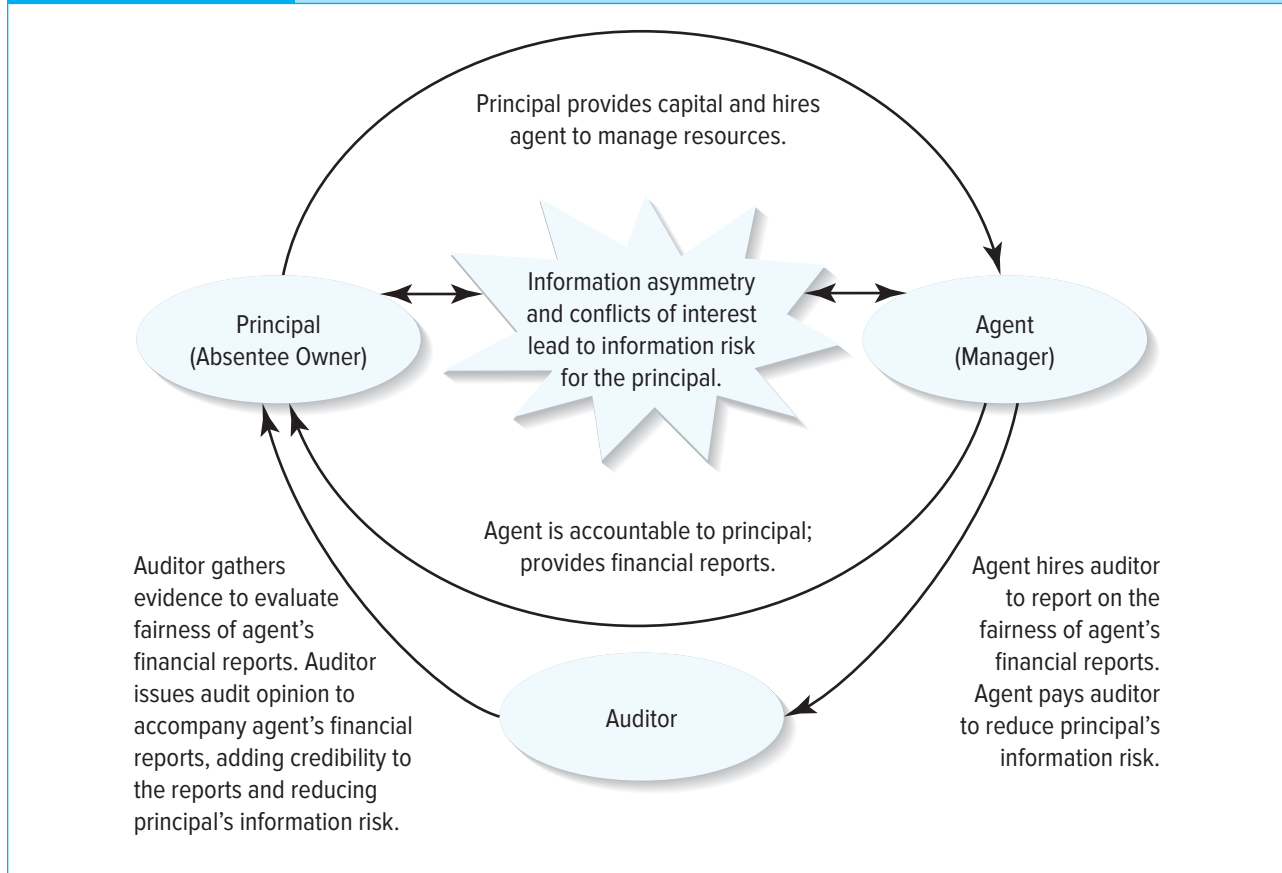 Principal provides capital and hires
agent to manage resources.
Information asymmetry
and conflicts of interest
lead to information risk
for the principal.
Principal
(Absentee Owner)
Agent
(Manager)
Agent is accountable to principal;
provides financial reports.
Auditor gathers
evidence to evaluate
fairness of agent’s
financial reports. Auditor
issues audit opinion to
accompany agent’s financial
reports, adding credibility to
the reports and reducing
principal’s information risk.
Agent hires auditor
to report on the
fairness of agent’s
financial reports.
Agent pays auditor
to reduce principal’s
information risk.
Auditor